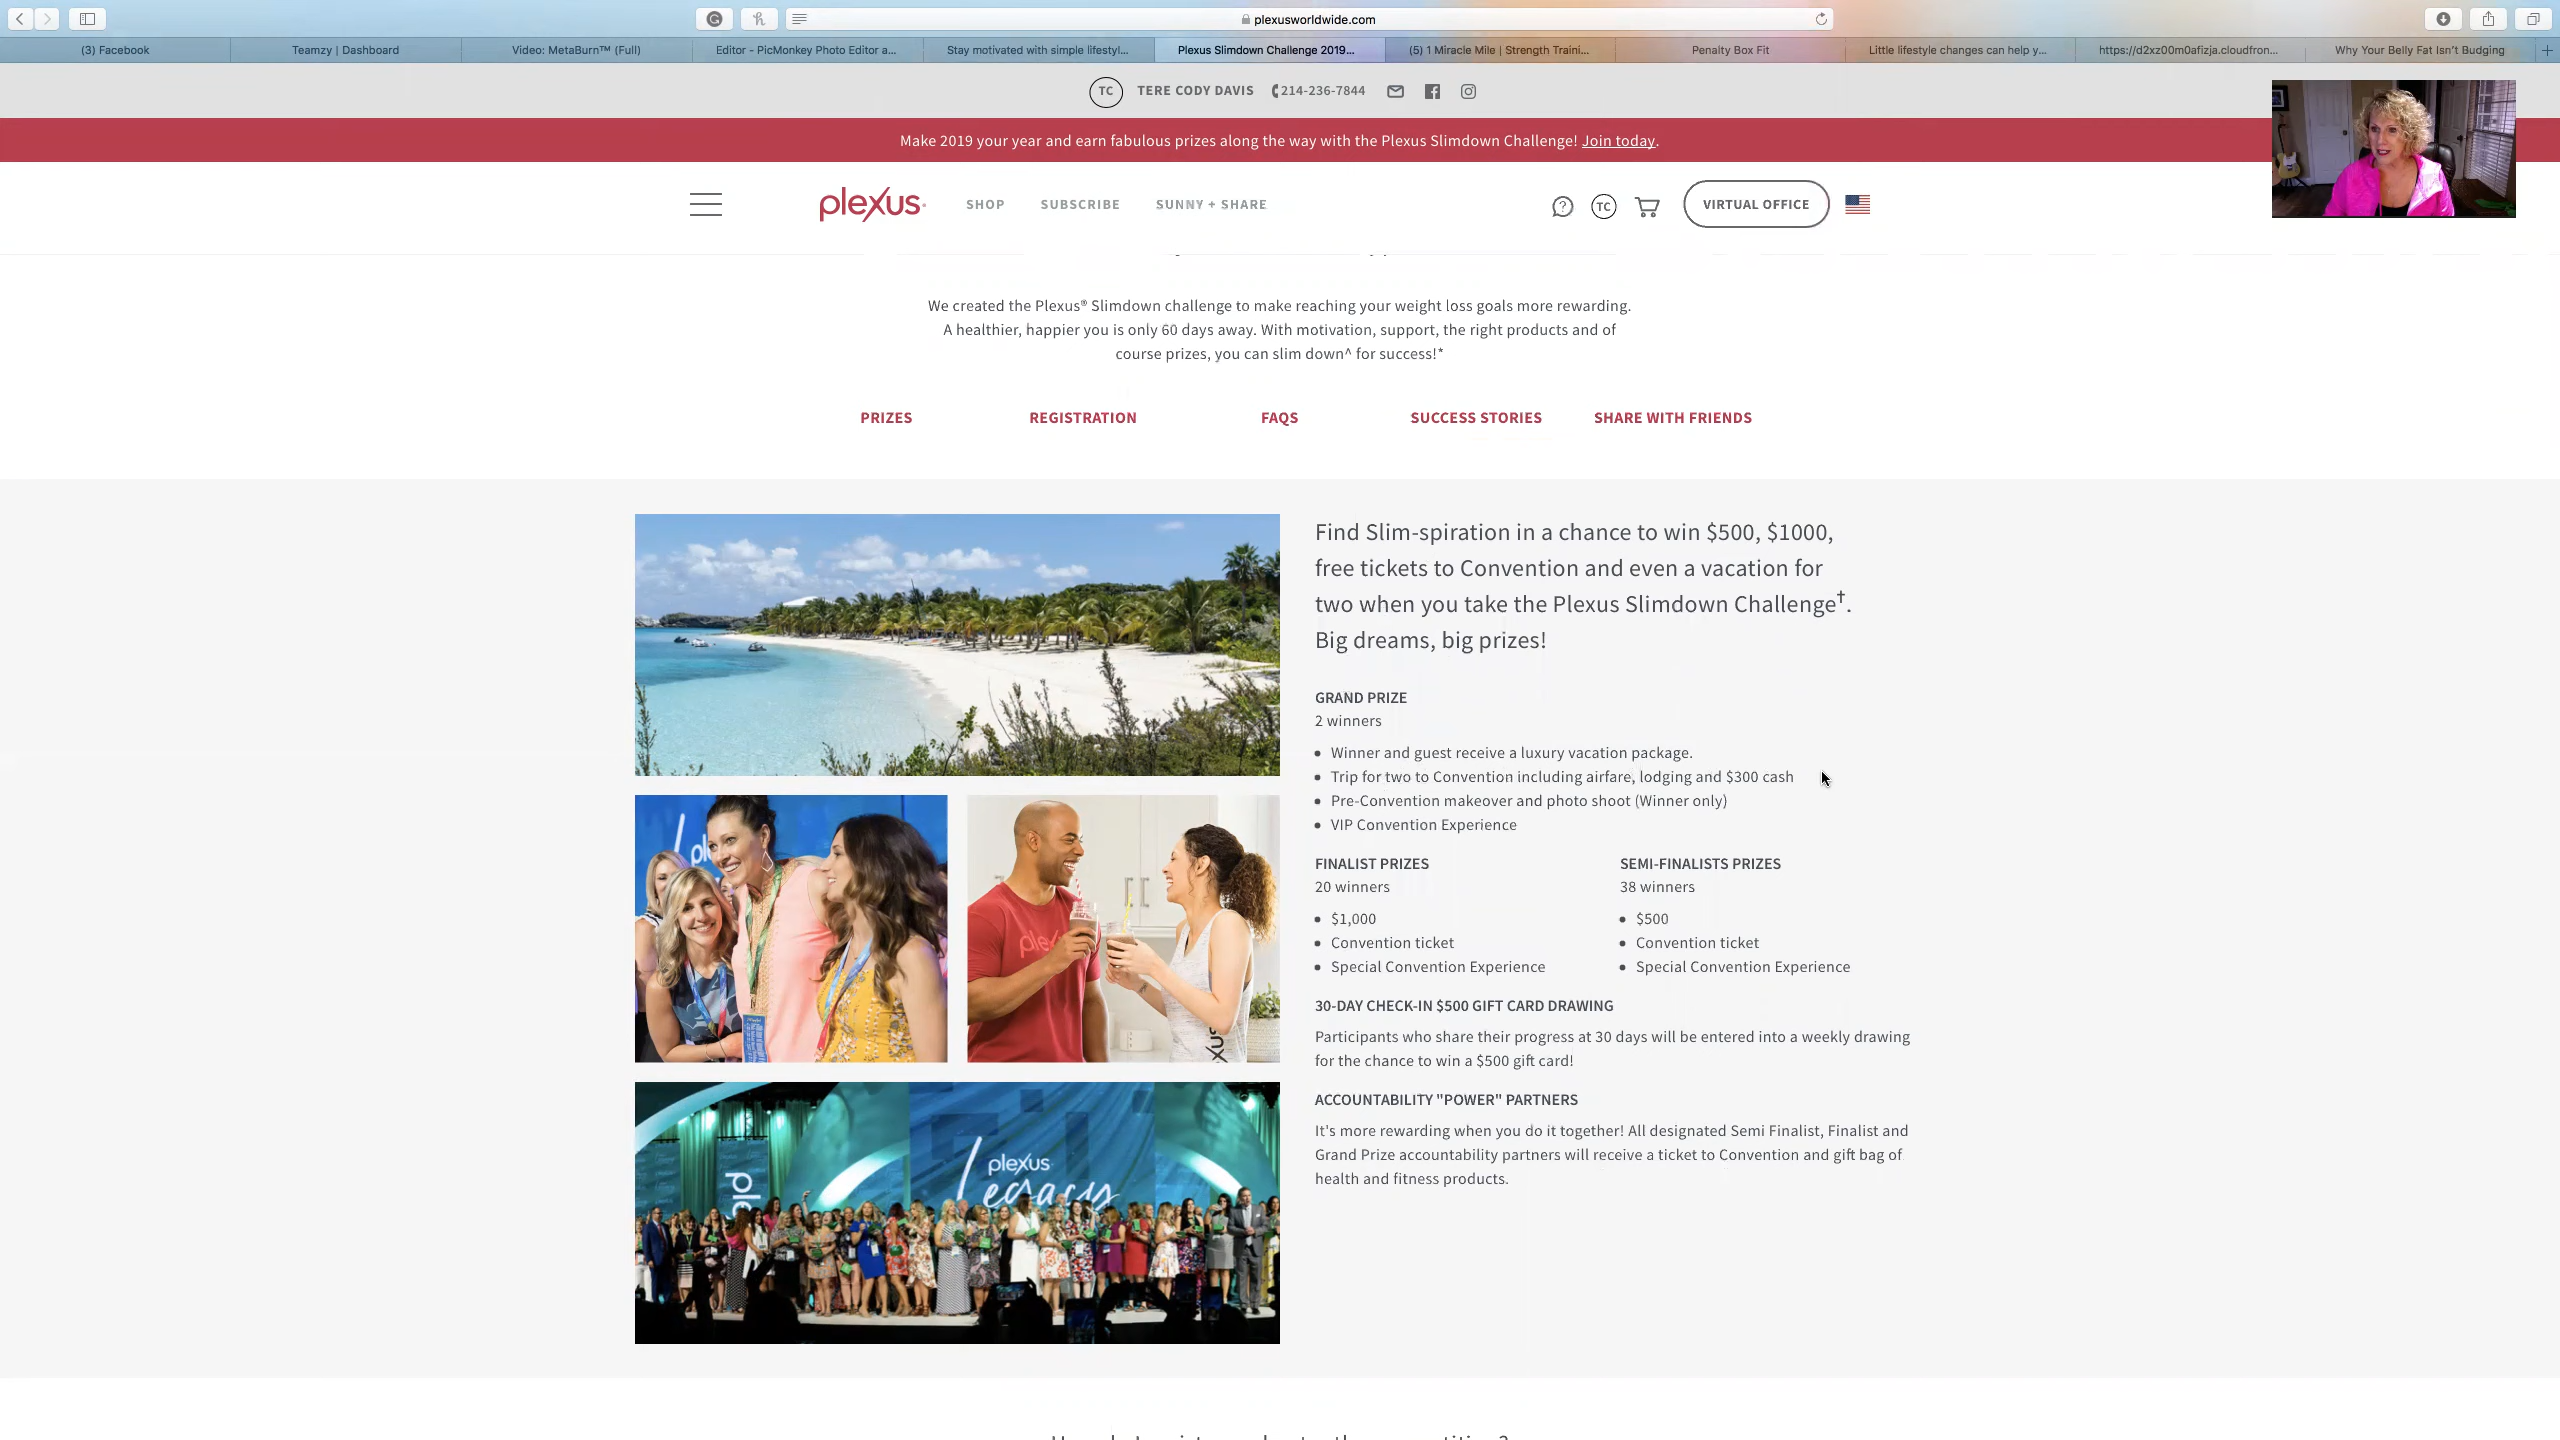 plexusworldwide.com
(3) Facebook
Teamzy | Dashboard
Video: MetaBurn™ (Full)
Editor - PicMonkey Photo Editor a...
Stay motivated with simple lifestyl...
Plexus Slimdown Challenge 2019...
(5) 1 Miracle Mile | Strength Traini...
Penalty Box Fit
Little lifestyle changes can help y...
https://d2xz00m0afizja.cloudfron...
Why Your Belly Fat Isn't Budging
TC TERE CODY DAVIS 214-236-7844
Make 2019 your year and earn fabulous prizes along the way with the Plexus Slimdown Challenge! Join today.
plexus SHOP SUBSCRIBE SUNNY + SHARE TC VIRTUAL OFFICE
We created the Plexus® Slimdown challenge to make reaching your weight loss goals more rewarding.
A healthier, happier you is only 60 days away. With motivation, support, the right products and of
course prizes, you can slim down^ for success!*
PRIZES REGISTRATION FAQS SUCCESS STORIES SHARE WITH FRIENDS
Find Slim-spiration in a chance to win $500, $1000,
free tickets to Convention and even a vacation for
two when you take the Plexus Slimdown Challenge†.
Big dreams, big prizes!
GRAND PRIZE
2 winners
• Winner and guest receive a luxury vacation package.
• Trip for two to Convention including airfare, lodging and $300 cash
• Pre-Convention makeover and photo shoot (Winner only)
• VIP Convention Experience
FINALIST PRIZES
20 winners
• $1,000
• Convention ticket
• Special Convention Experience
SEMI-FINALISTS PRIZES
38 winners
• $500
• Convention ticket
• Special Convention Experience
30-DAY CHECK-IN $500 GIFT CARD DRAWING
Participants who share their progress at 30 days will be entered into a weekly drawing
for the chance to win a $500 gift card!
ACCOUNTABILITY "POWER" PARTNERS
It's more rewarding when you do it together! All designated Semi Finalist, Finalist and
Grand Prize accountability partners will receive a ticket to Convention and gift bag of
health and fitness products.
plexus
Legacy